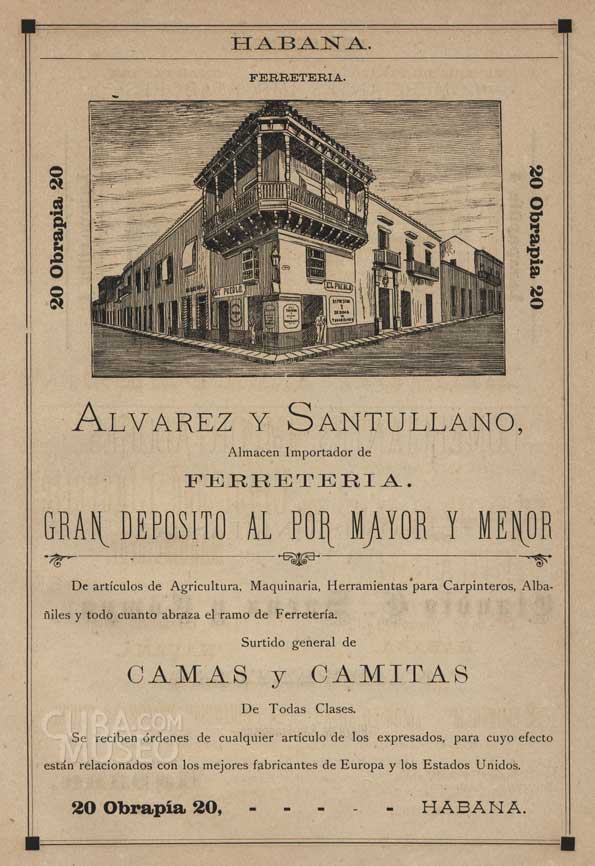 HABANA.
FERRETERIA.
20 Obrapia 20
20 Obrapia 20
EL PUEBLO
EL PUEBLO
ALVAREZ Y SANTULLANO,
Almacen Importador de
FERRETERIA.
GRAN DEPOSITO AL POR MAYOR Y MENOR
De artículos de Agricultura, Maquinaria, Herramientas para Carpinteros, Alba-
ñiles y todo cuanto abraza el ramo de Ferretería.
Surtido general de
CAMAS y CAMITAS
De Todas Clases.
Se reciben órdenes de cualquier artículo de los expresados, para cuyo efecto
están relacionados con los mejores fabricantes de Europa y los Estados Unidos.
20 Obrapía 20, - - - - - HABANA.
CUBA.COM
MUSEO